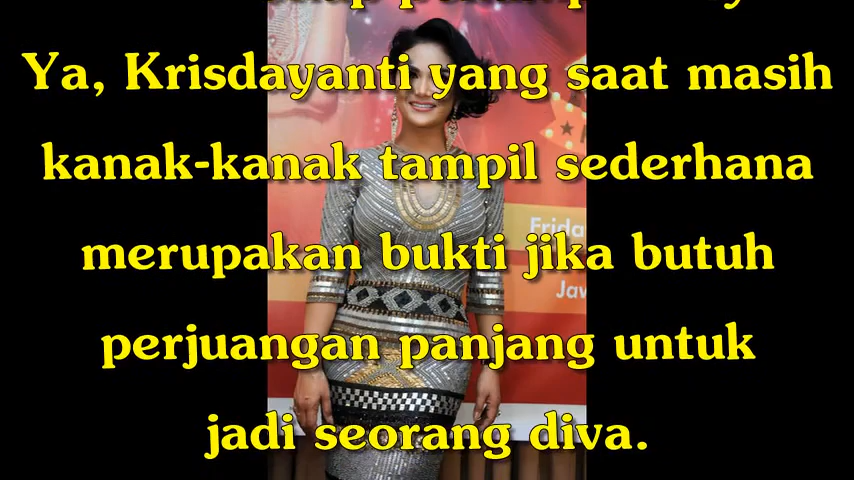 Ya, Krisdayanti yang saat masih
kanak-kanak tampil sederhana
merupakan bukti jika butuh
perjuangan panjang untuk
jadi seorang diva.